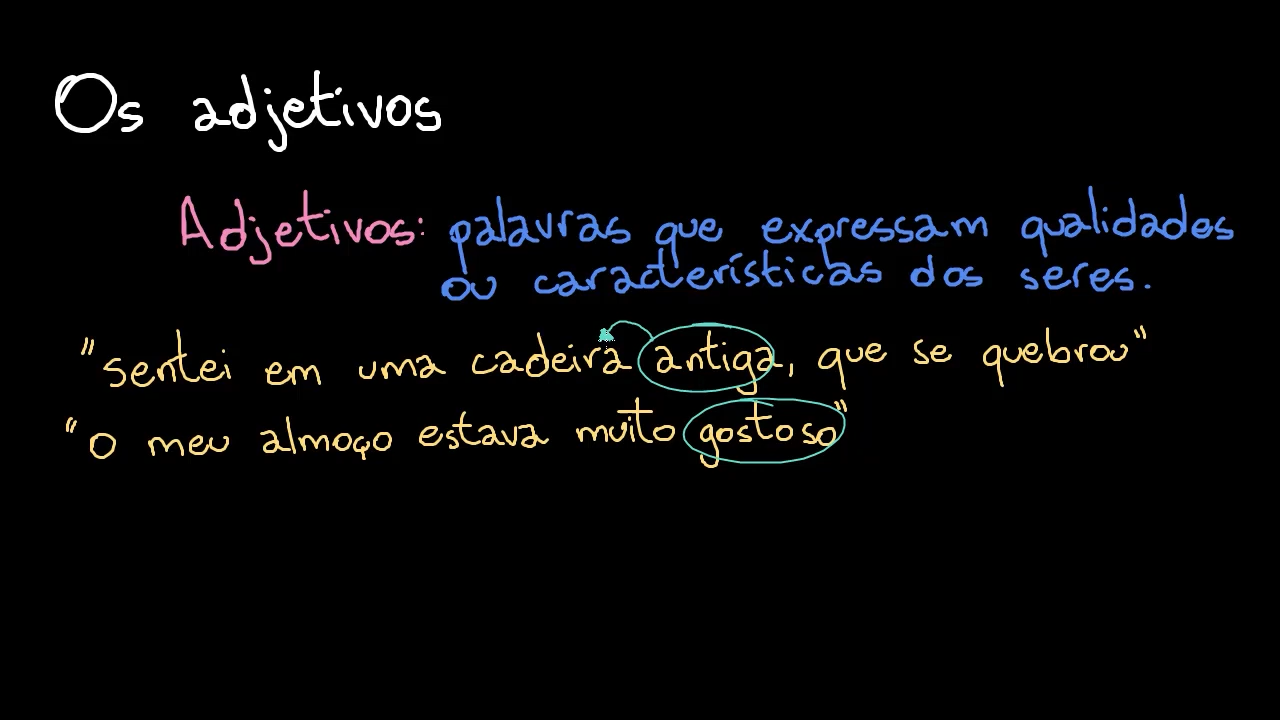 Os adjetivos
Adjetivos: palavras que expressam qualidades
ou características dos seres.
"sentei em uma cadeira antiga, que se quebrou"
"o meu almoço estava muito gostoso"